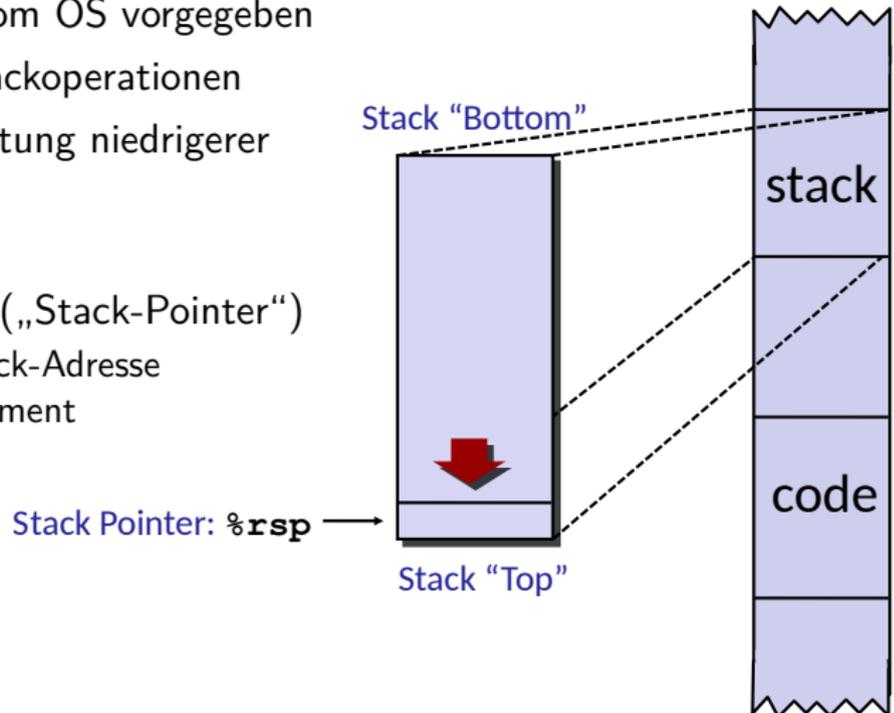 om OS vorgegeben
ackoperationen
tung niedrigerer
(„Stack-Pointer“)
ck-Adresse
ment
Stack “Bottom”
Stack Pointer: %rsp
Stack “Top”
stack
code